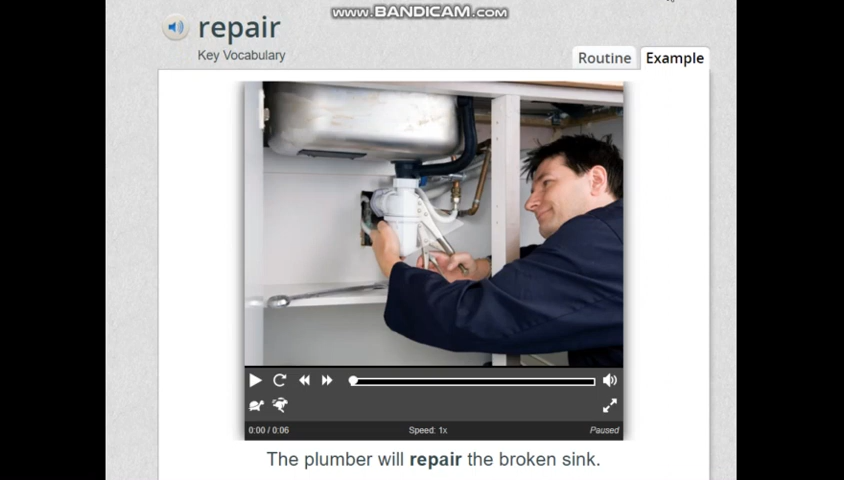 www.BANDICAM.com
repair
Key Vocabulary
Routine
Example
0:00 / 0:06
Speed: 1x
Paused
The plumber will repair the broken sink.